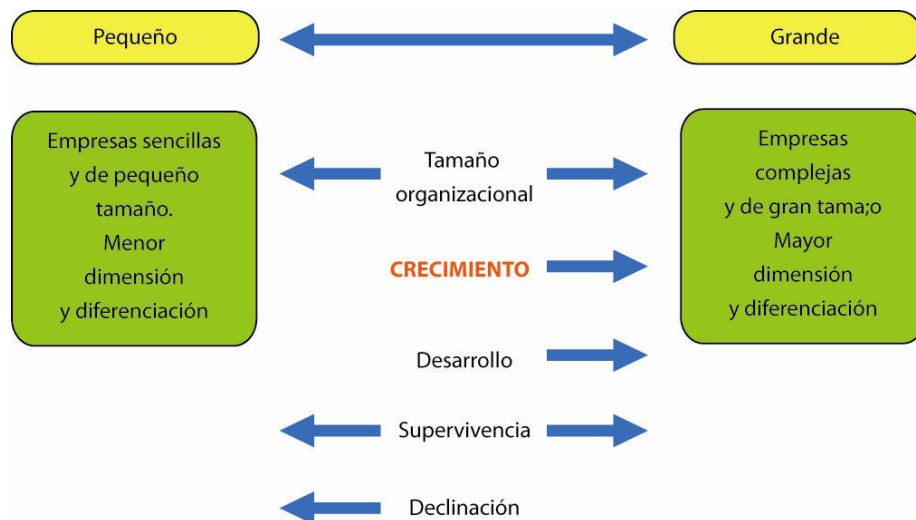 Pequeño
Grande
Empresas sencillas
y de pequeño
tamaño.
Menor
dimensión
y diferenciación
Tamaño
organizacional
CRECIMIENTO
Desarrollo
Supervivencia
Declinación
Empresas
complejas
y de gran tama;o
Mayor
dimensión
y diferenciación